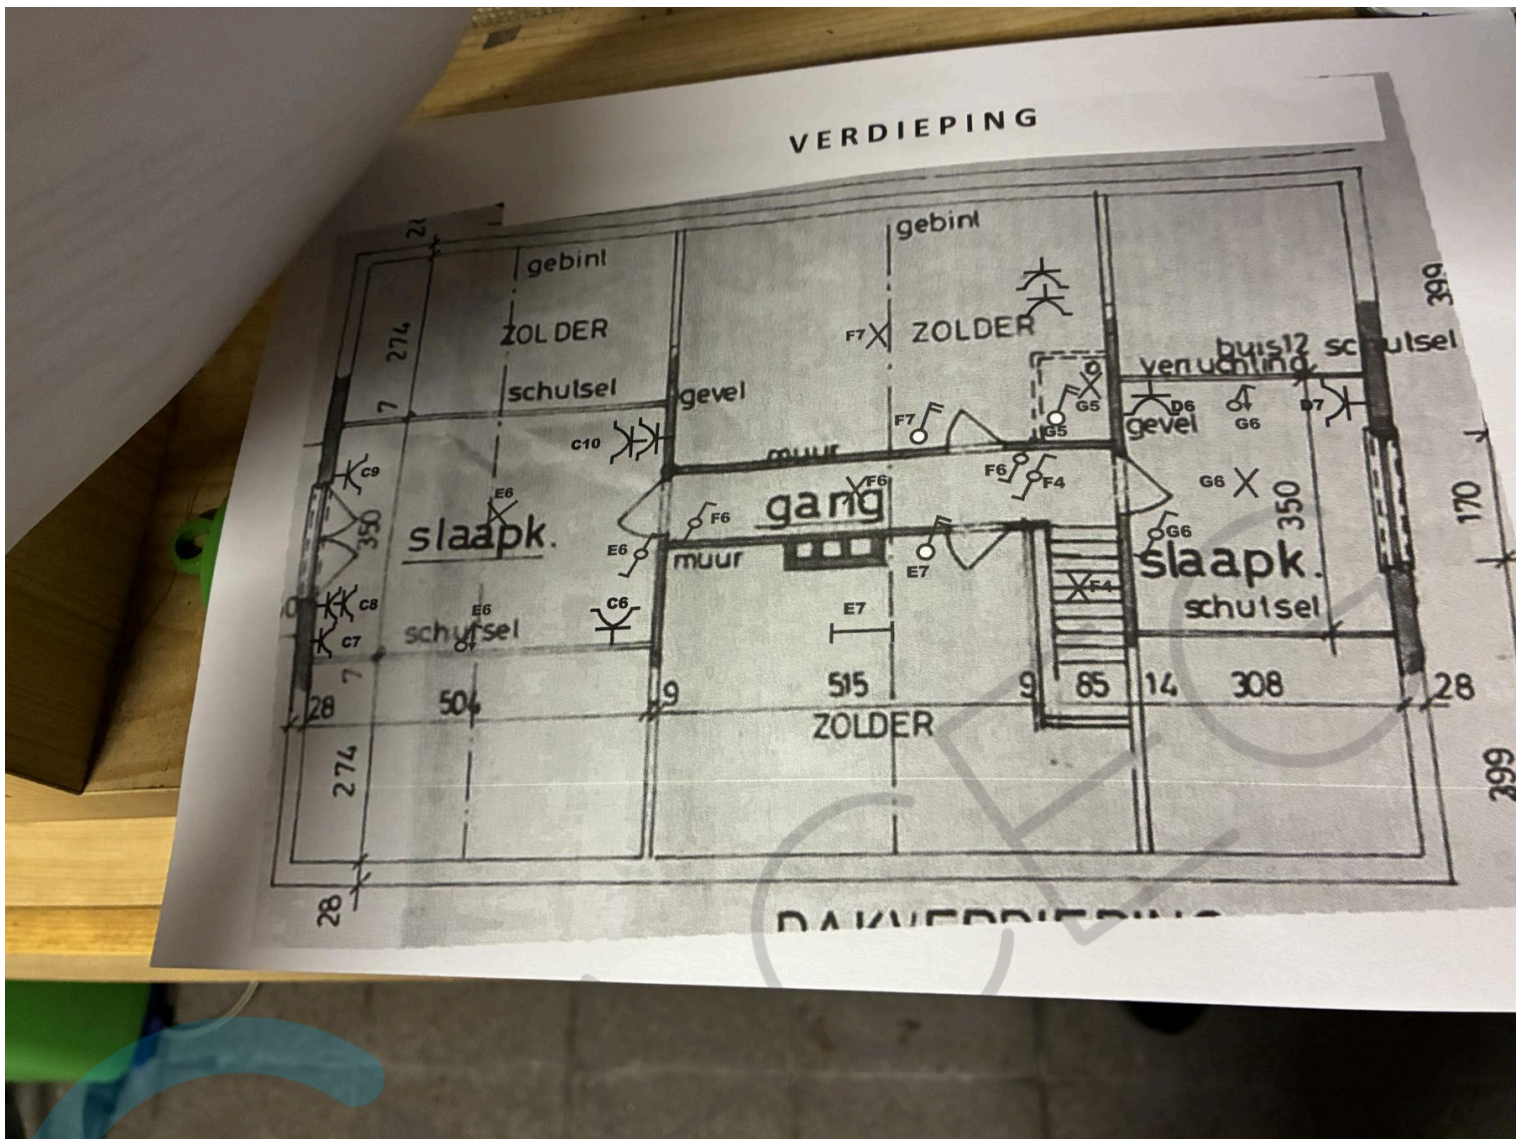 VERDIEPING
gebint
gebint
ZOLDER
ZOLDER
F7
274
399
schutsel
gevel
buis12
schutsel
verluchting
7
C10
F7
G5
G5
D6
G6
D7
gevel
muur
C9
E6
F6
F6
F4
G6
350
slaapk.
gang
F6
350
170
E6
muur
E7
G6
slaapk.
F4
C8
C7
E6
schutsel
C6
E7
schutsel
7
28
504
9
515
9
85
14
308
28
ZOLDER
274
399
28
DAKVERDIEPING